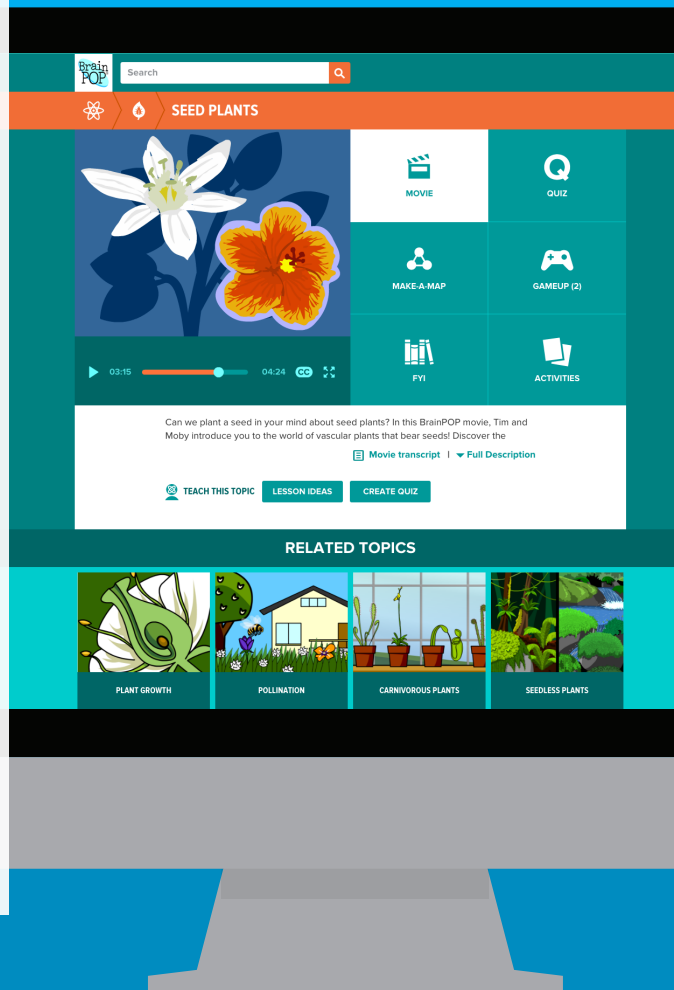 Brain
POP
Search
SEED PLANTS
MOVIE
Q
QUIZ
MAKE-A-MAP
GAMEUP (2)
FYI
ACTIVITIES
03:15
04:24
CC
Can we plant a seed in your mind about seed plants? In this BrainPOP movie, Tim and
Moby introduce you to the world of vascular plants that bear seeds! Discover the
Movie transcript | Full Description
TEACH THIS TOPIC
LESSON IDEAS
CREATE QUIZ
RELATED TOPICS
PLANT GROWTH
POLLINATION
CARNIVOROUS PLANTS
SEEDLESS PLANTS